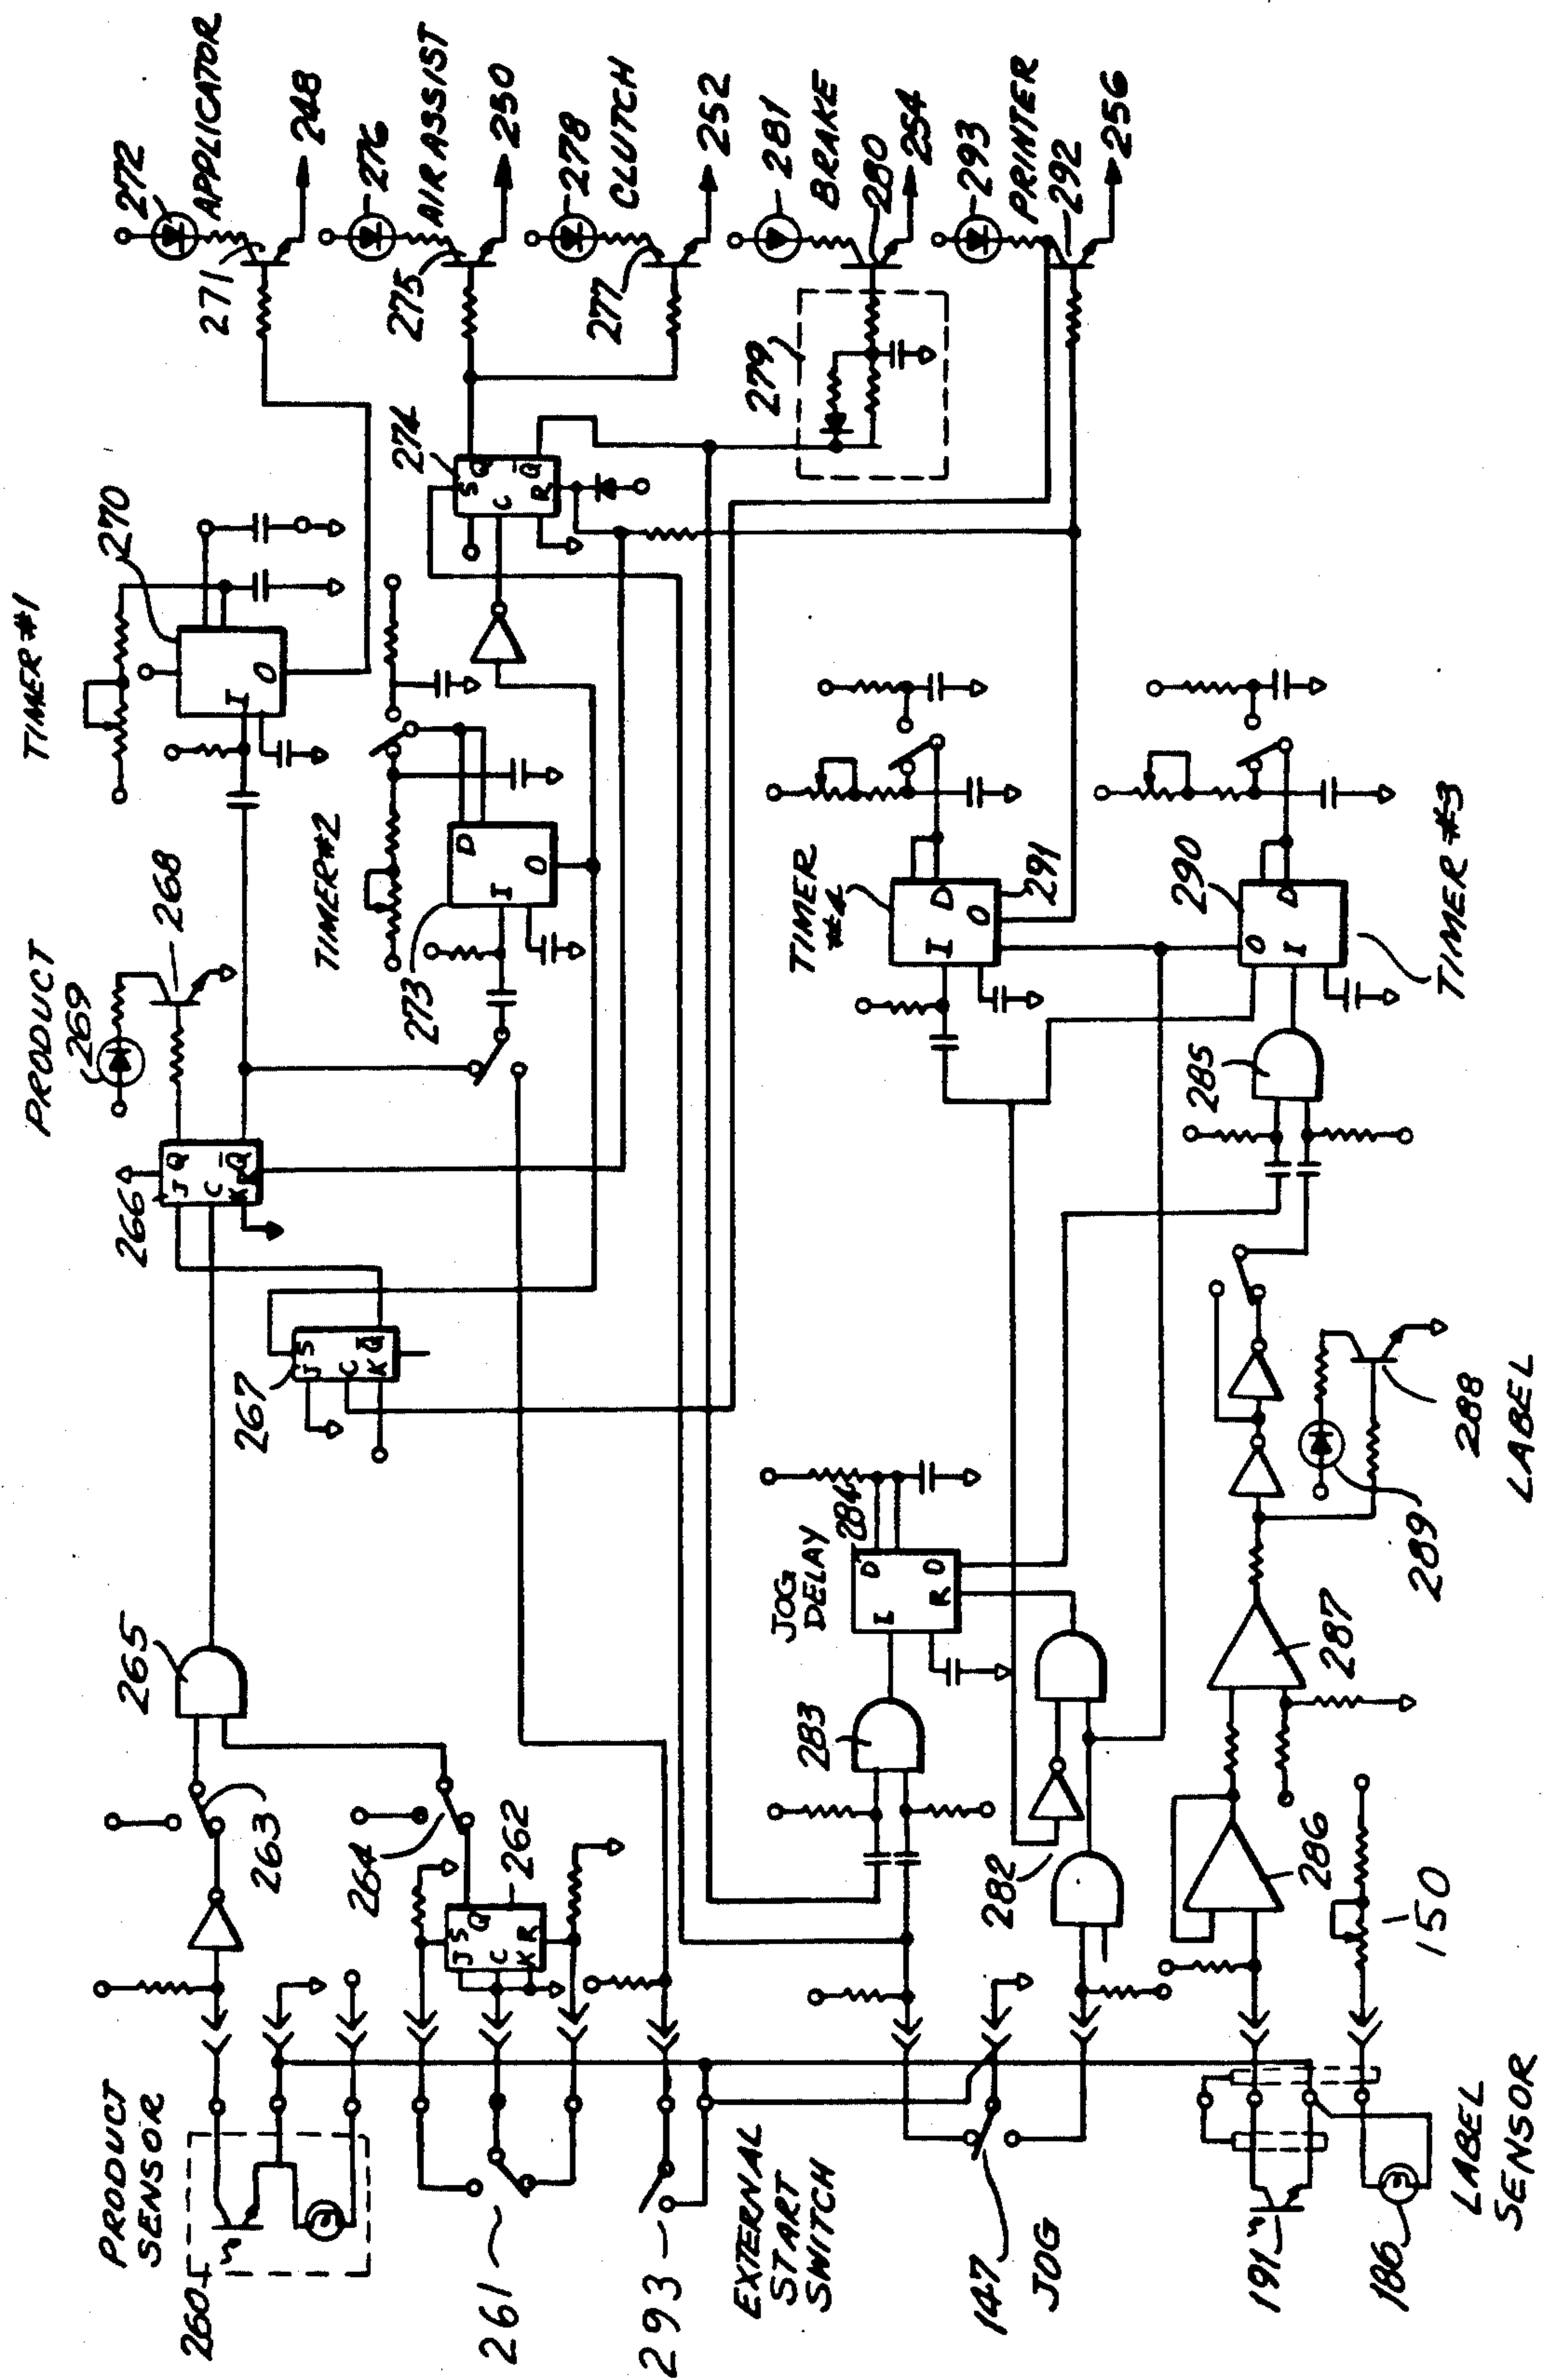 TIMER #1
270
272
APPLICATOR
271
248
PRODUCT
269
268
266
J Q
C
K Q
R
I
O
276
AIR ASSIST
275
250
TIMER #2
273
D
I
O
274
S Q
C
R Q
278
CLUTCH
277
252
279
281
BRAKE
280
254
293
PRINTER
292
256
265
263
264
267
J S
C
K Q
262
J S Q
C
K R
PRODUCT
SENSOR
260
261
293
EXTERNAL
START
SWITCH
147
JOG
JOG
DELAY
284
D
I
R O
283
282
TIMER
#4
291
D
I
O
290
O D
I
TIMER #3
285
286
287
288
289
LABEL
150
191
186
LABEL
SENSOR